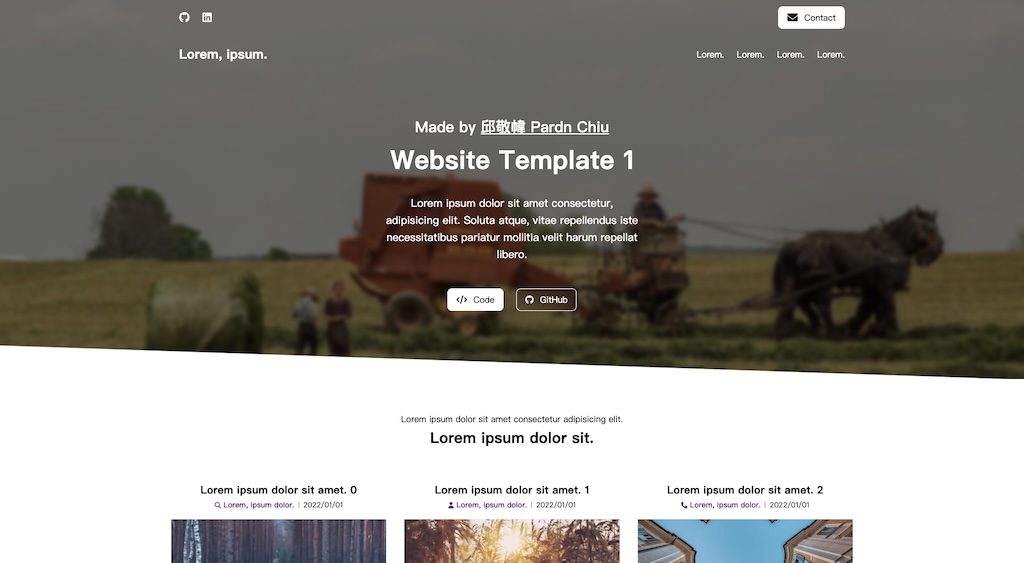 Contact
Lorem, ipsum.
Lorem. Lorem. Lorem. Lorem.
Made by 邱敬幃 Pardn Chiu
Website Template 1
Lorem ipsum dolor sit amet consectetur,
adipisicing elit. Soluta atque, vitae repellendus iste
necessitatibus pariatur mollitia velit harum repellat
libero.
Code
GitHub
Lorem ipsum dolor sit amet consectetur adipisicing elit.
Lorem ipsum dolor sit.
Lorem ipsum dolor sit amet. 0
Lorem, ipsum dolor. | 2022/01/01
Lorem ipsum dolor sit amet. 1
Lorem, ipsum dolor. | 2022/01/01
Lorem ipsum dolor sit amet. 2
Lorem, ipsum dolor. | 2022/01/01